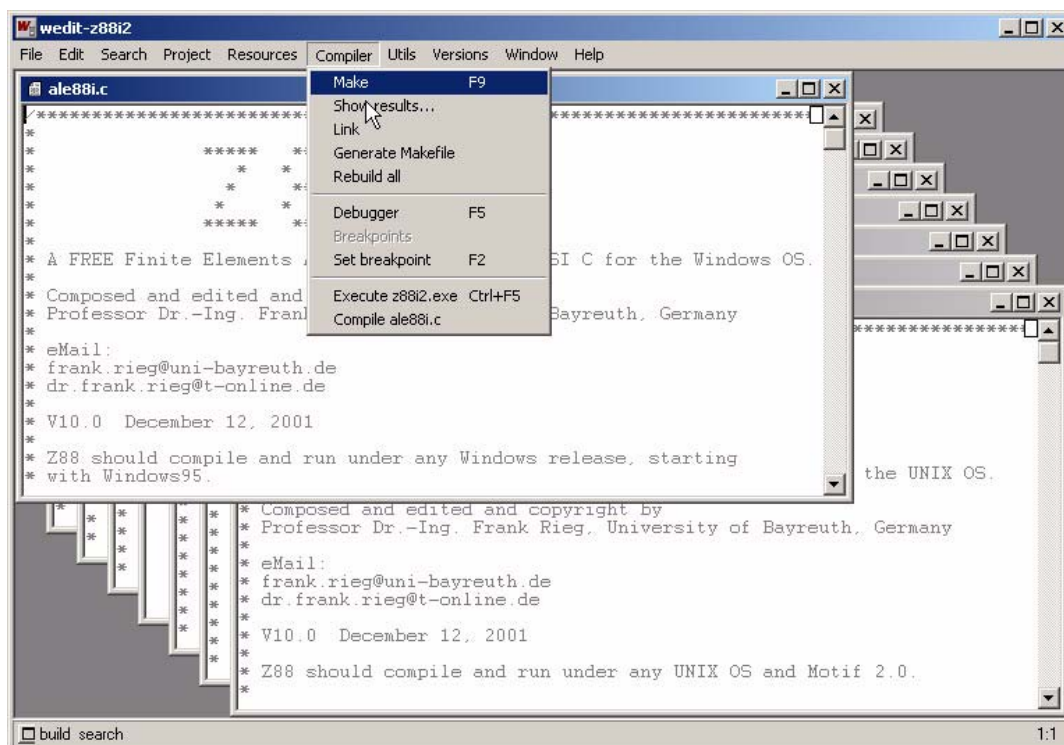 wedit-z88i2
File Edit Search Project Resources Compiler Utils Versions Window Help
ale88i.c
Make F9
Show results...
Link
Generate Makefile
Rebuild all
Debugger F5
Breakpoints
Set breakpoint F2
Execute z88i2.exe Ctrl+F5
Compile ale88i.c
* A FREE Finite Elements SI C for the Windows OS.
* Composed and edited and
* Professor Dr.-Ing. Fran Bayreuth, Germany
* eMail:
* frank.rieg@uni-bayreuth.de
* dr.frank.rieg@t-online.de
* V10.0 December 12, 2001
* Z88 should compile and run under any Windows release, starting
* with Windows95.
the UNIX OS.
* Composed and edited and copyright by
* Professor Dr.-Ing. Frank Rieg, University of Bayreuth, Germany
* eMail:
* frank.rieg@uni-bayreuth.de
* dr.frank.rieg@t-online.de
* V10.0 December 12, 2001
* Z88 should compile and run under any UNIX OS and Motif 2.0.
*
build search 1:1